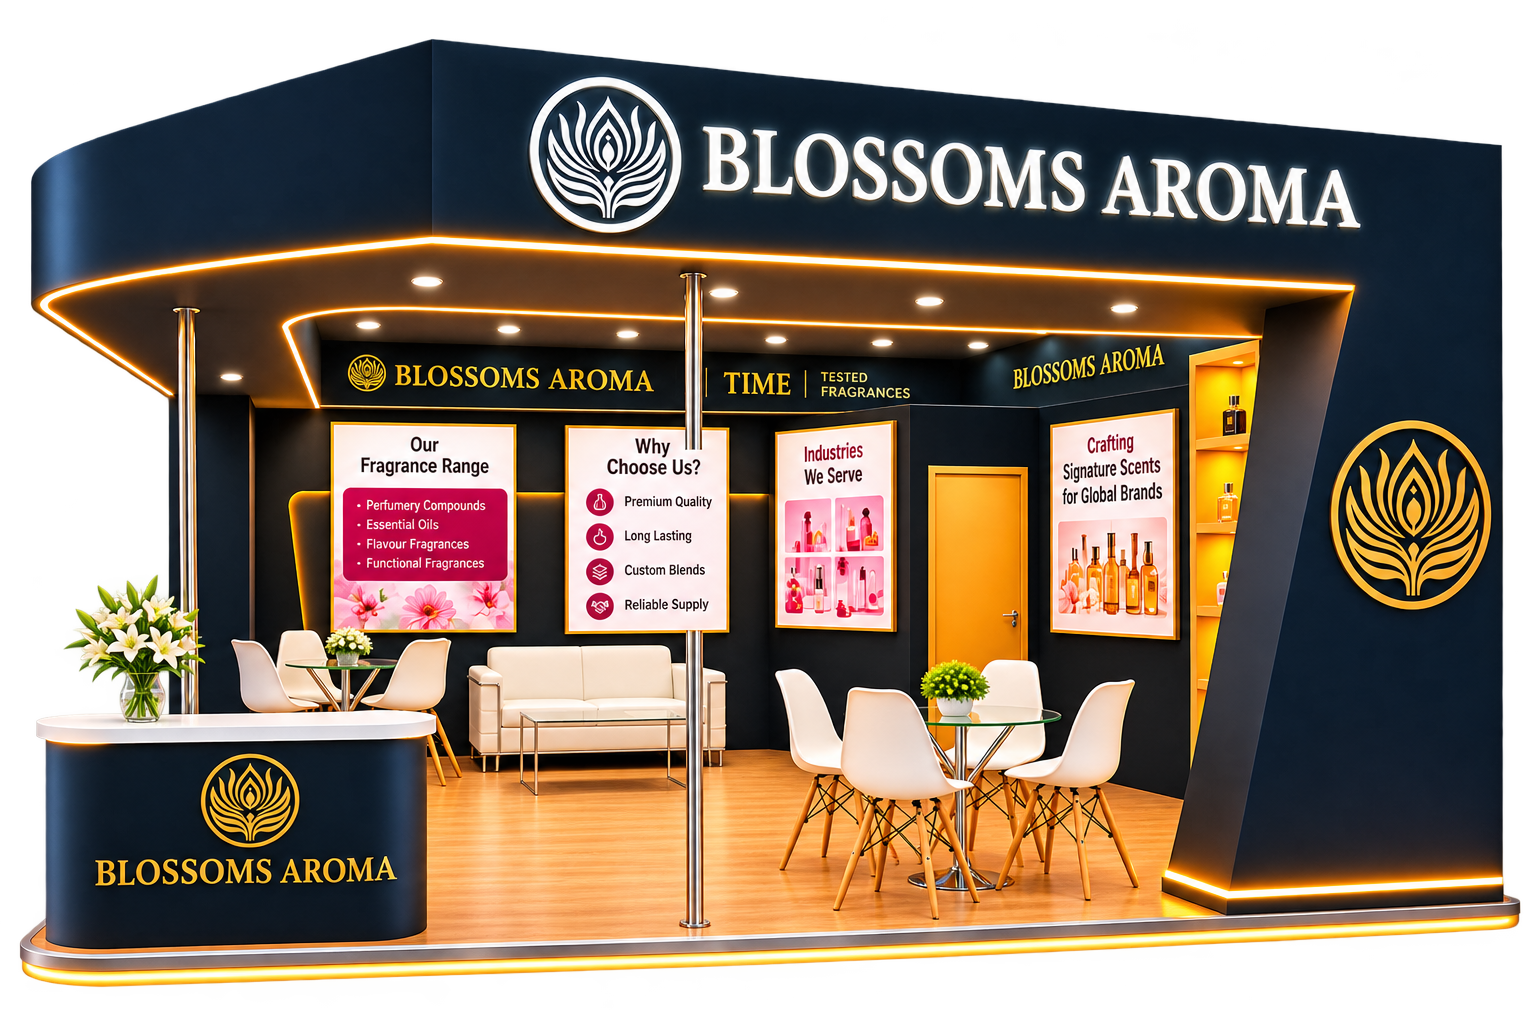 BLOSSOMS AROMA
BLOSSOMS AROMA | TIME | TESTED
FRAGRANCES
BLOSSOMS AROMA
Our
Fragrance Range
• Perfumery Compounds
• Essential Oils
• Flavour Fragrances
• Functional Fragrances
Why
Choose Us?
Premium Quality
Long Lasting
Custom Blends
Reliable Supply
Industries
We Serve
Crafting
Signature Scents
for Global Brands
BLOSSOMS AROMA